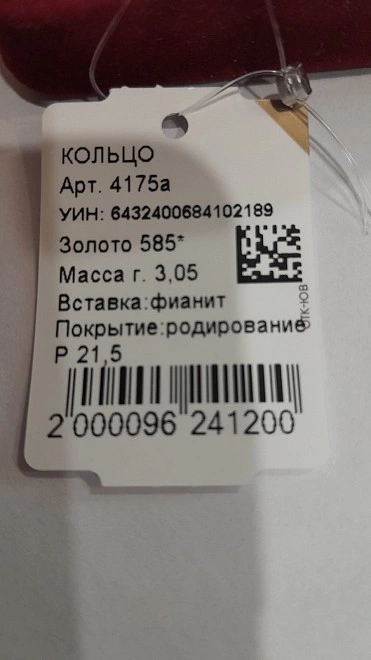 КОЛЬЦО
Арт. 4175а
УИН: 6432400684102189
Золото 585*
Масса г. 3,05
Вставка:фианит
Покрытие:родирование
Р 21,5
ОТК-ЮВ
2 000096 241200